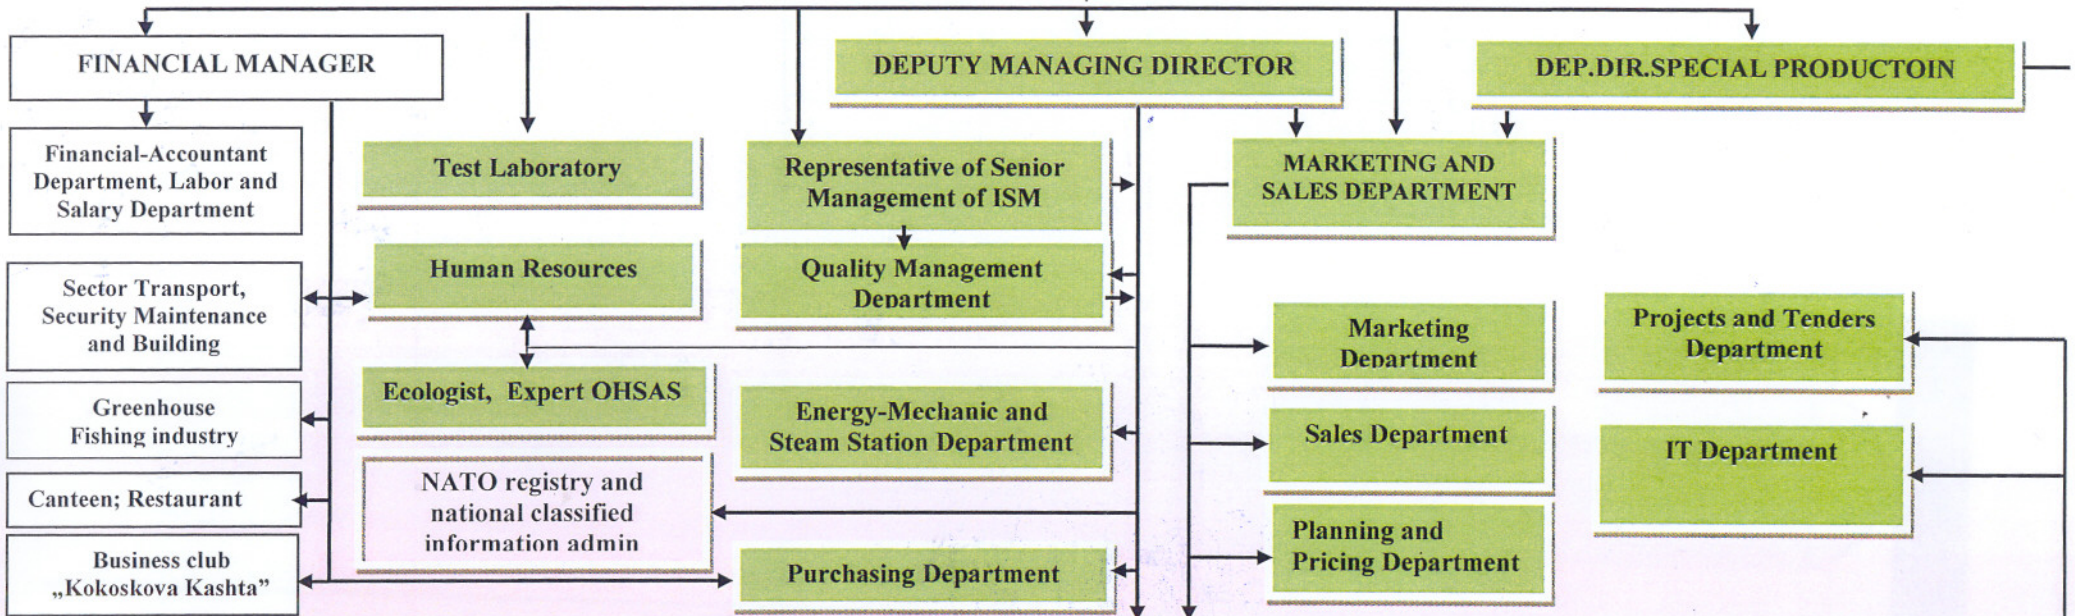 FINANCIAL MANAGER
DEPUTY MANAGING DIRECTOR
DEP.DIR.SPECIAL PRODUCTOIN
Financial-Accountant
Department, Labor and
Salary Department
Test Laboratory
Representative of Senior
Management of ISM
MARKETING AND
SALES DEPARTMENT
Human Resources
Quality Management
Department
Sector Transport,
Security Maintenance
and Building
Marketing
Department
Projects and Tenders
Department
Ecologist, Expert OHSAS
Energy-Mechanic and
Steam Station Department
Greenhouse
Fishing industry
Sales Department
IT Department
NATO registry and
national classified
information admin
Canteen; Restaurant
Planning and
Pricing Department
Business club
„Kokoskova Kashta”
Purchasing Department